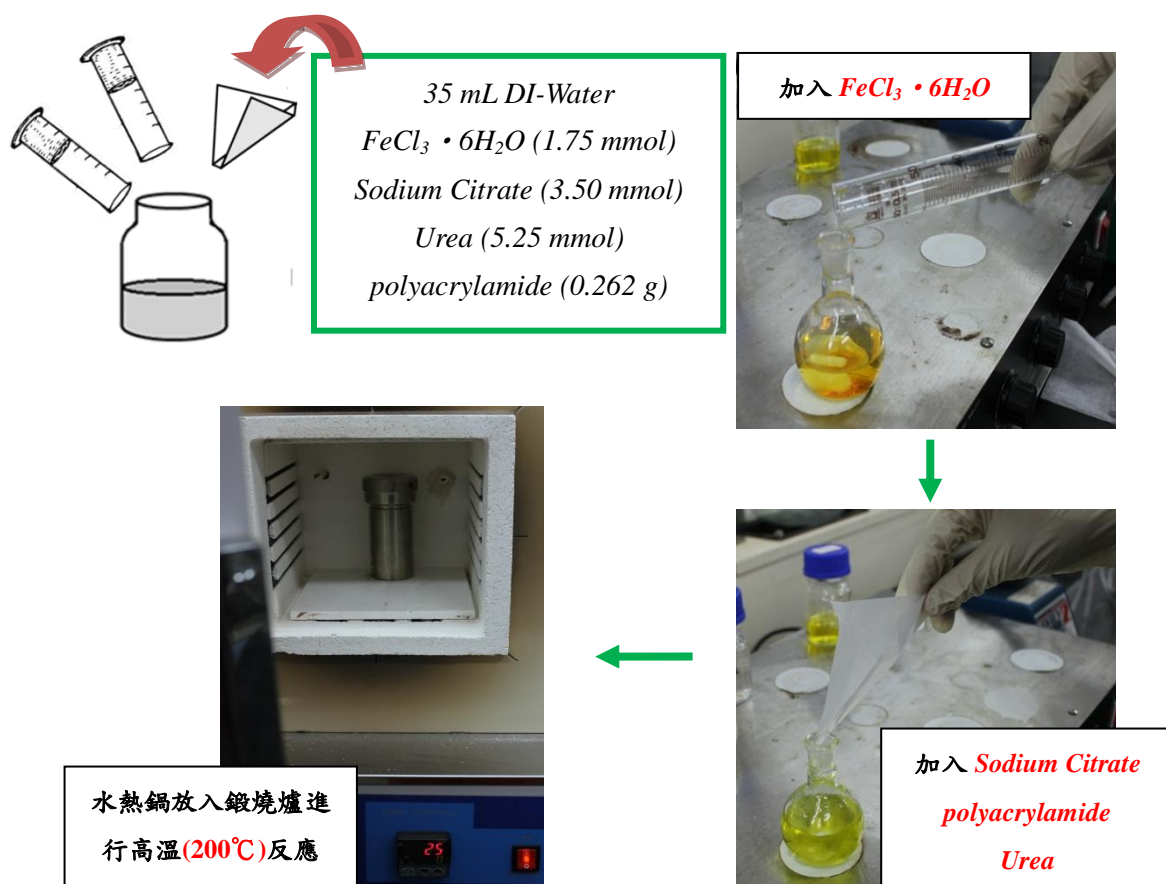 35 mL DI-Water
FeCl₃・6H₂O (1.75 mmol)
Sodium Citrate (3.50 mmol)
Urea (5.25 mmol)
polyacrylamide (0.262 g)
加入 FeCl₃・6H₂O
加入 Sodium Citrate
polyacrylamide
Urea
水熱鍋放入鍛燒爐進
行高溫(200℃)反應
25